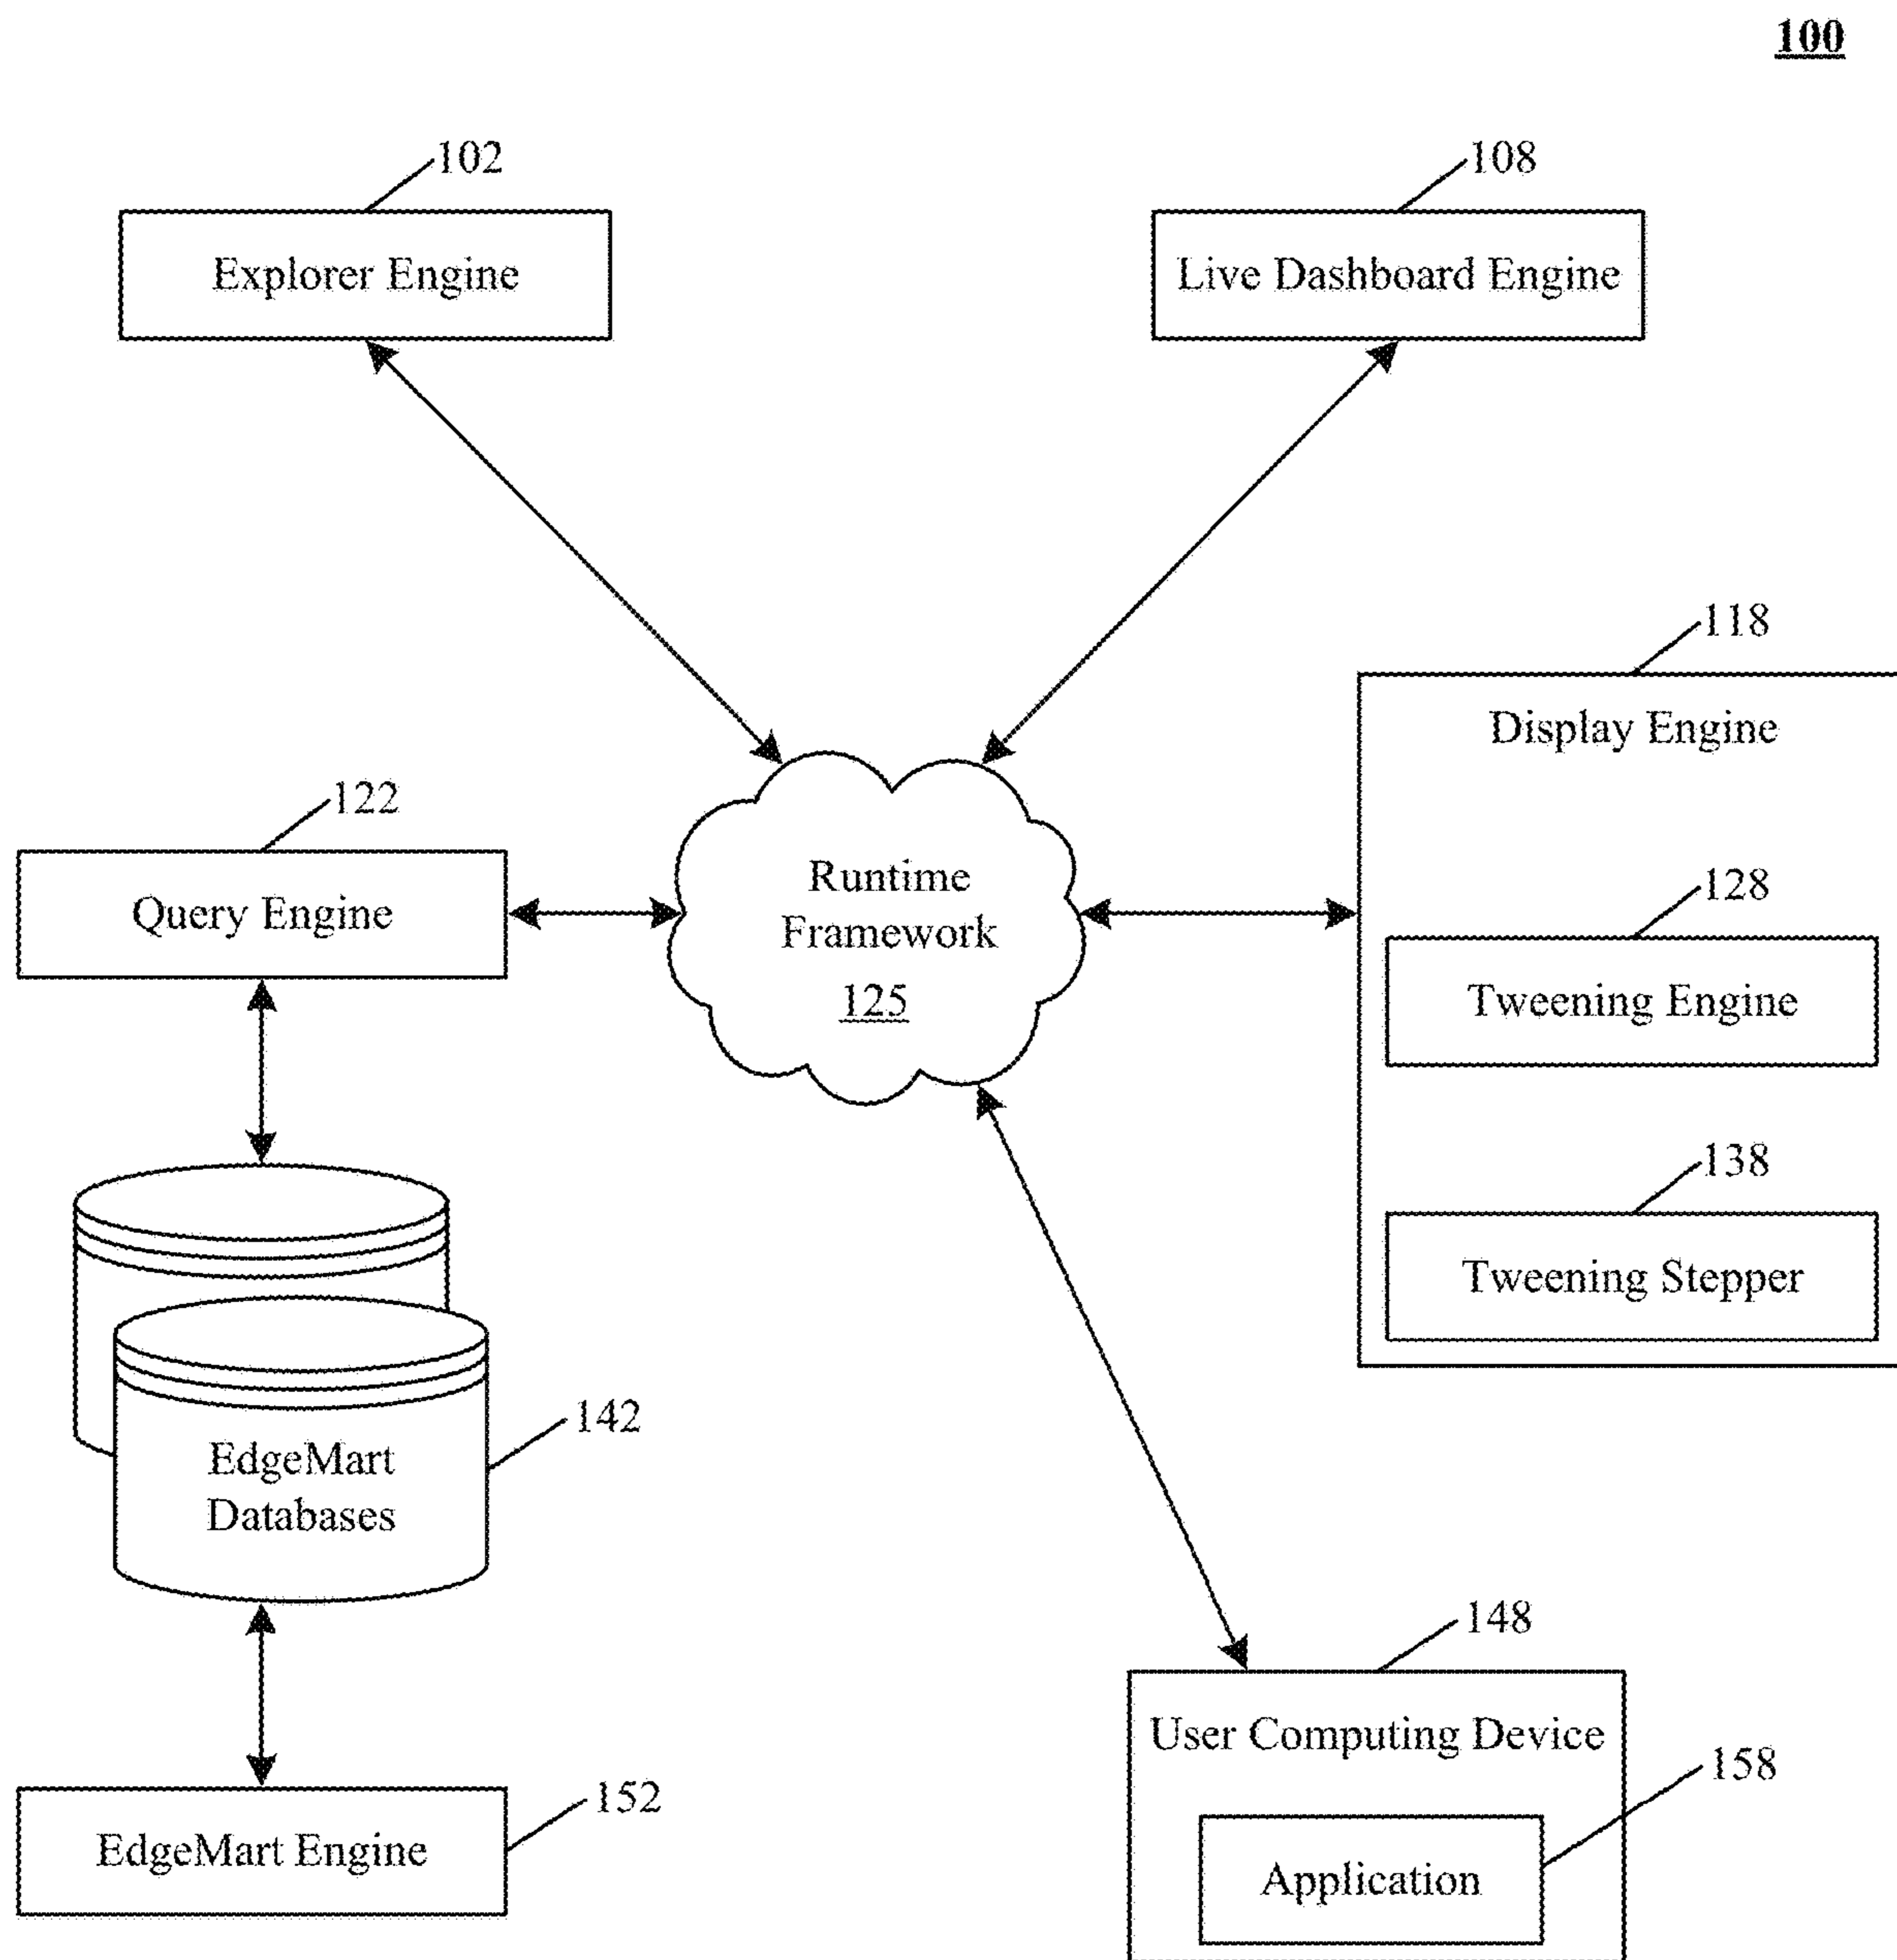 100
102
108
Explorer Engine
Live Dashboard Engine
118
Display Engine
122
Query Engine
Runtime
Framework
125
128
Tweening Engine
138
Tweening Stepper
142
EdgeMart
Databases
148
User Computing Device
152
158
EdgeMart Engine
Application